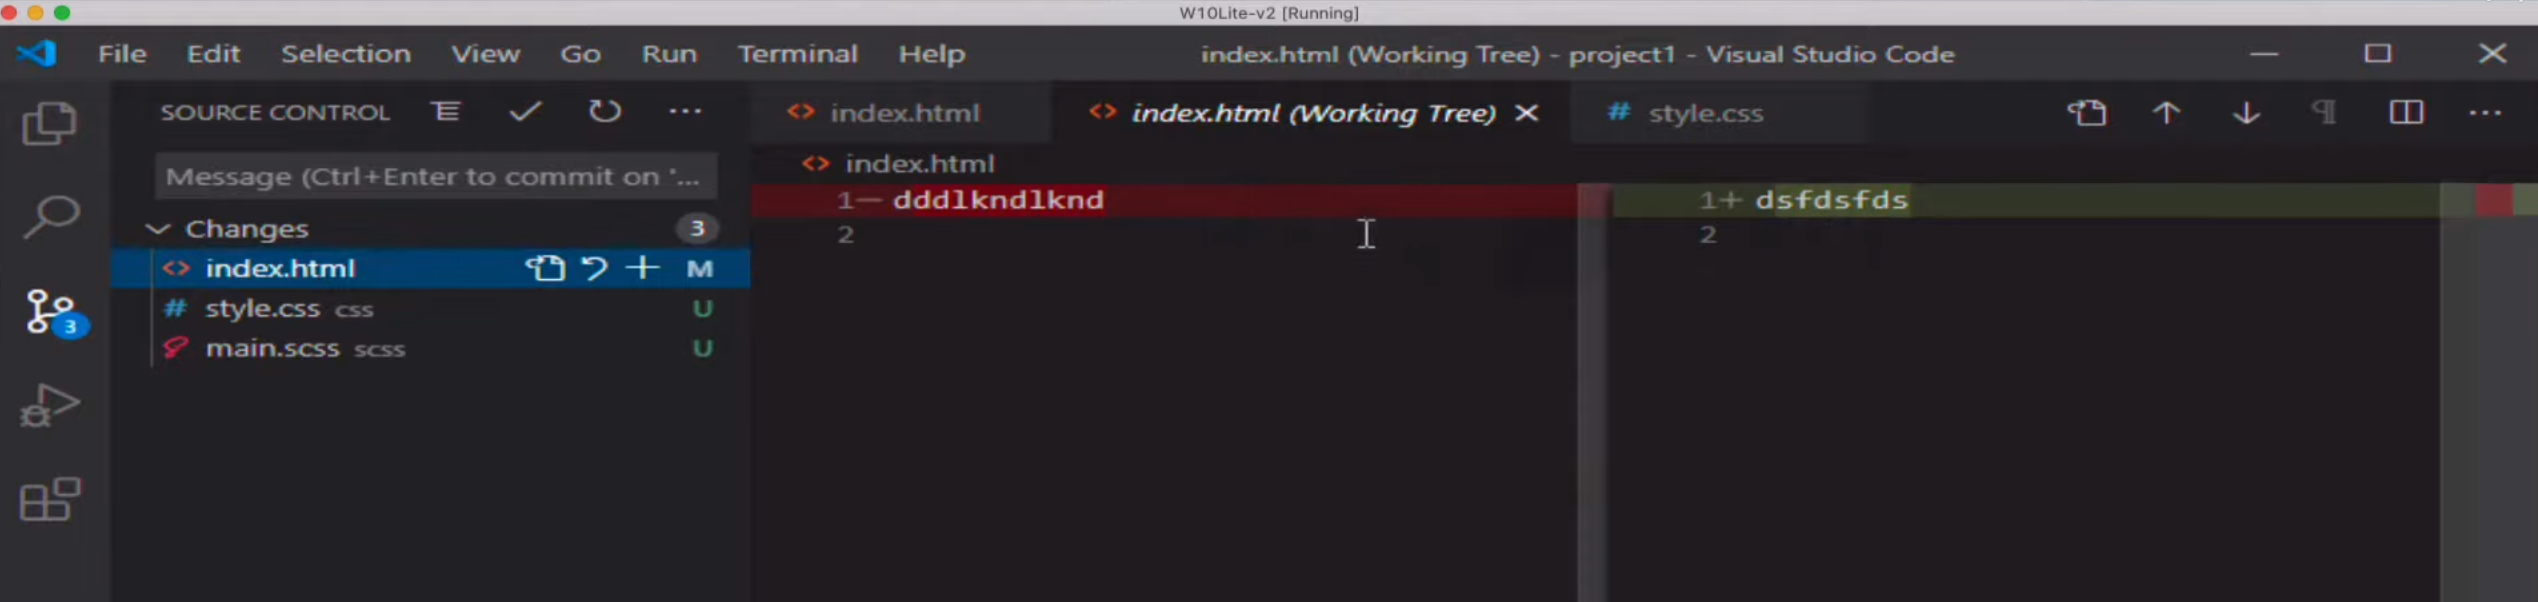 W10Lite-v2 [Running]
File Edit Selection View Go Run Terminal Help index.html (Working Tree) - project1 - Visual Studio Code
SOURCE CONTROL
index.html index.html (Working Tree) style.css
Message (Ctrl+Enter to commit on '...
index.html
Changes 3
index.html M
style.css css U
main.scss scss U
3
1— dddlkndlknd
2
1+ dsfdsfds
2